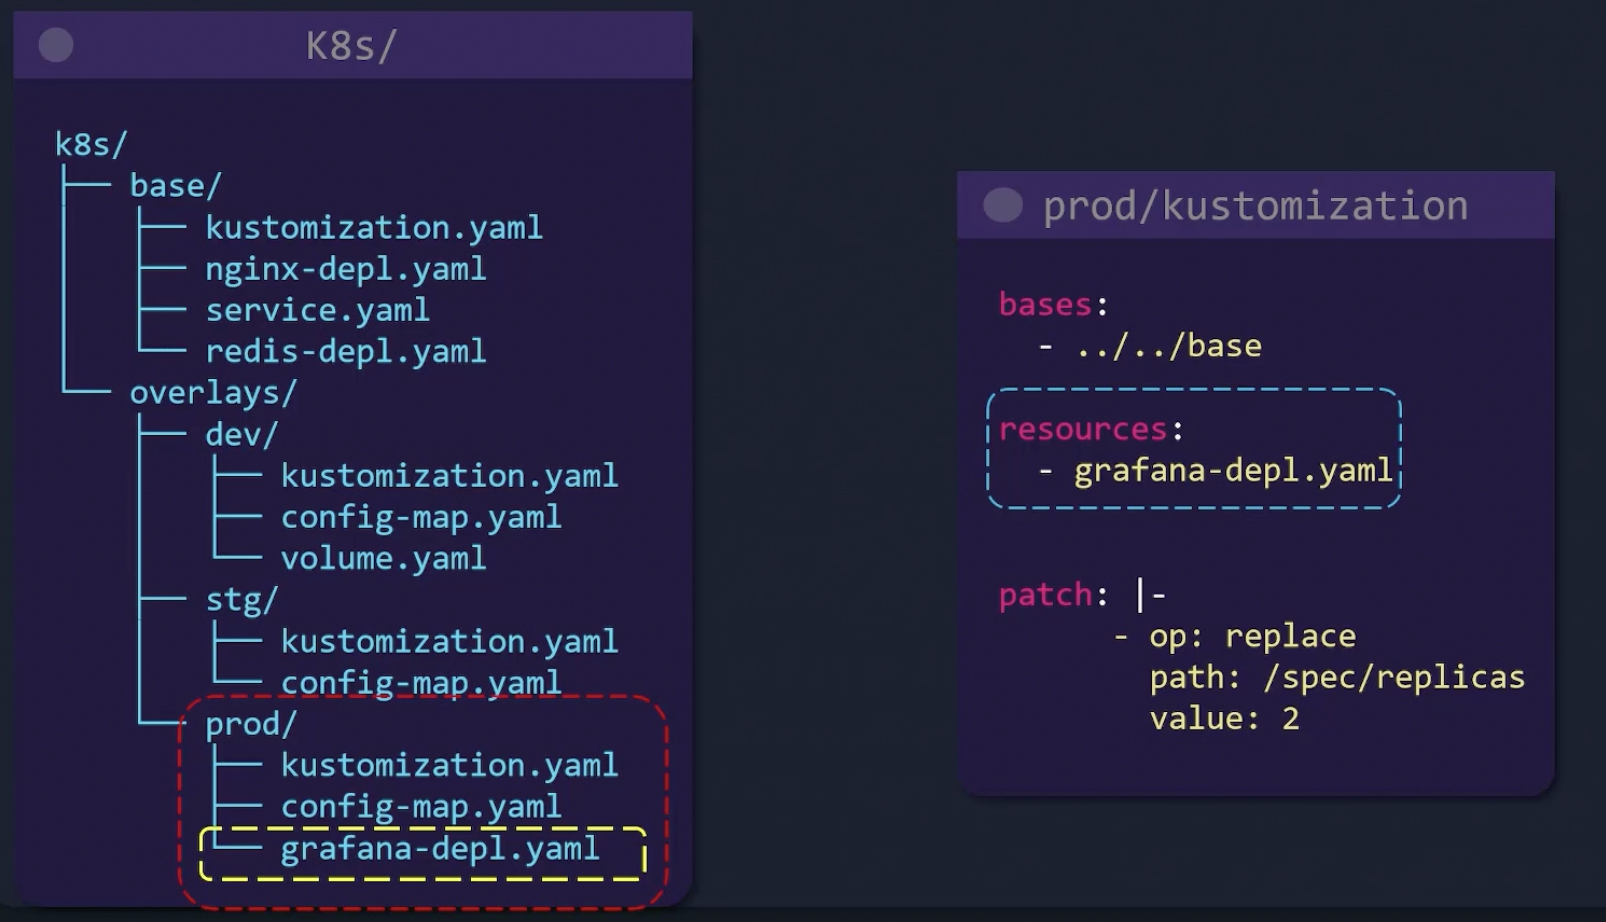 K8s/
k8s/
base/
kustomization.yaml
nginx-depl.yaml
service.yaml
redis-depl.yaml
overlays/
dev/
kustomization.yaml
config-map.yaml
volume.yaml
stg/
kustomization.yaml
config-map.yaml
prod/
kustomization.yaml
config-map.yaml
grafana-depl.yaml
prod/kustomization
bases:
- ../../base
resources:
- grafana-depl.yaml
patch: |-
- op: replace
path: /spec/replicas
value: 2